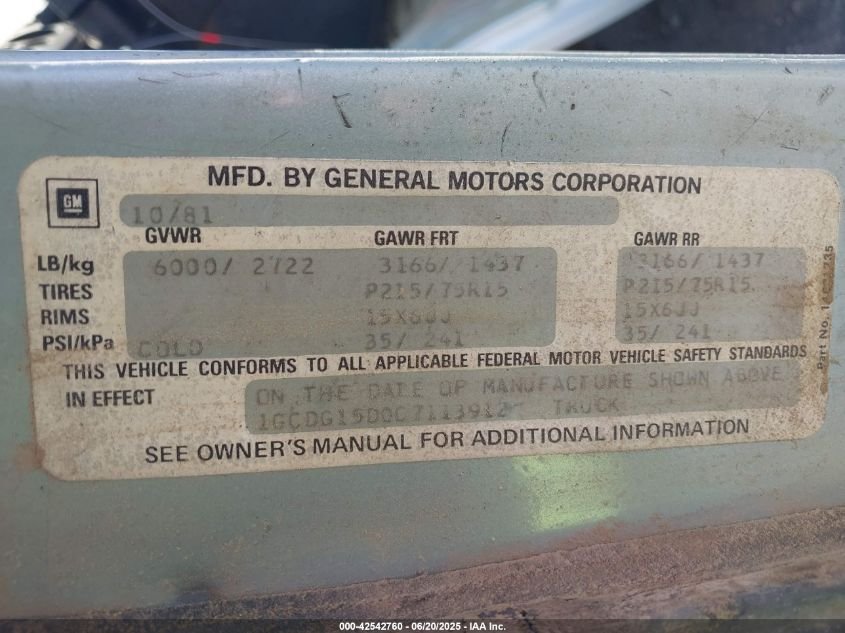 MFD. BY GENERAL MOTORS CORPORATION
GM
10/81
GVWR GAWR FRT GAWR RR
LB/kg 6000/ 2722 3166/ 1437 3166/ 1437
TIRES P215/75R15 P215/75R15
RIMS 15X6JJ 15X6JJ
PSI/kPa COLD 35/ 241 35/ 241
THIS VEHICLE CONFORMS TO ALL APPLICABLE FEDERAL MOTOR VEHICLE SAFETY STANDARDS
IN EFFECT ON THE DATE OF MANUFACTURE SHOWN ABOVE
1GCDG15D0C7113912 TRUCK
SEE OWNER'S MANUAL FOR ADDITIONAL INFORMATION
Part No.
000-42542760 - 06/20/2025 - IAA Inc.